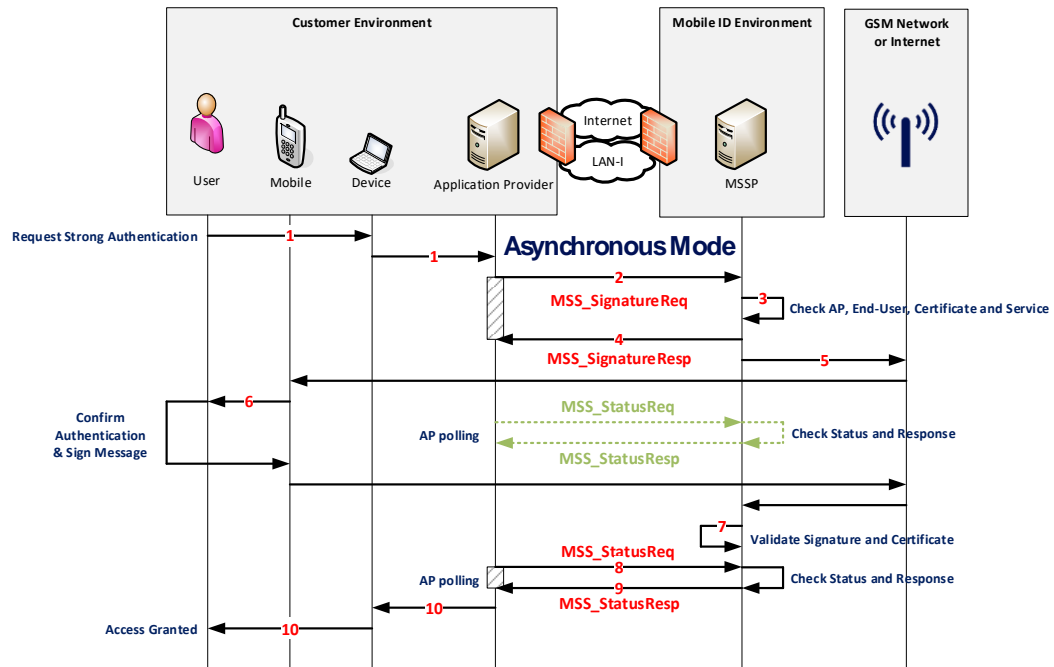 Customer Environment
Mobile ID Environment
GSM Network
or Internet
Internet
LAN-I
User
Mobile
Device
Application Provider
MSSP
Request Strong Authentication
1
1
Asynchronous Mode
2
MSS_SignatureReq
3
Check AP, End-User, Certificate and Service
4
MSS_SignatureResp
5
6
Confirm
Authentication
& Sign Message
MSS_StatusReq
AP polling
Check Status and Response
MSS_StatusResp
7
Validate Signature and Certificate
MSS_StatusReq
8
AP polling
Check Status and Response
9
MSS_StatusResp
10
Access Granted
10